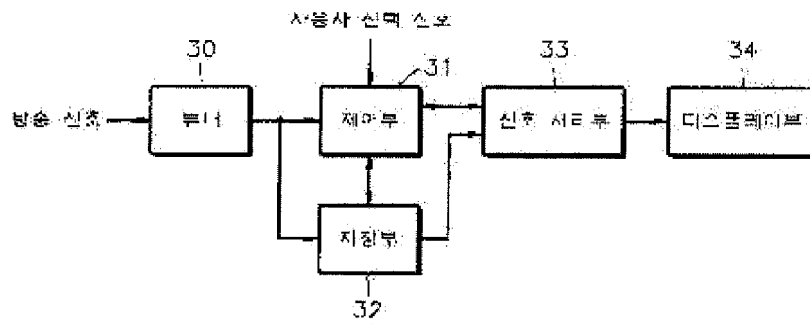 사용자 선택 신호
30
31
33
34
방송 신호
튜너
제어부
신호 처리부
디스플레이부
저장부
32